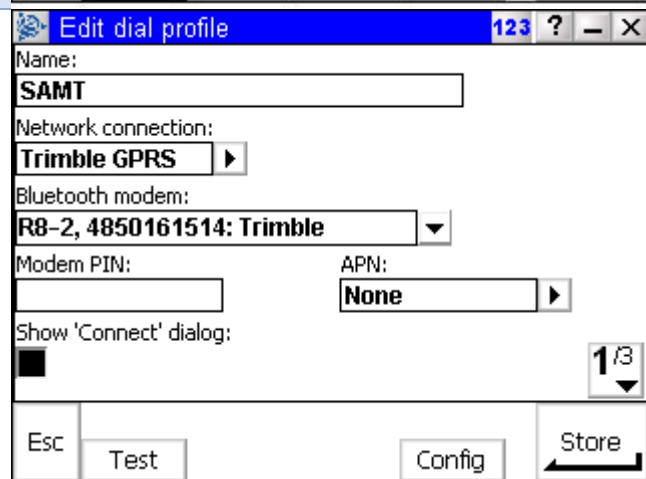 Edit dial profile 123 ? – ×
Name:
SAMT
Network connection:
Trimble GPRS
Bluetooth modem:
R8-2, 4850161514: Trimble
Modem PIN: APN:
None
Show 'Connect' dialog:
1/3
Esc Test Config Store